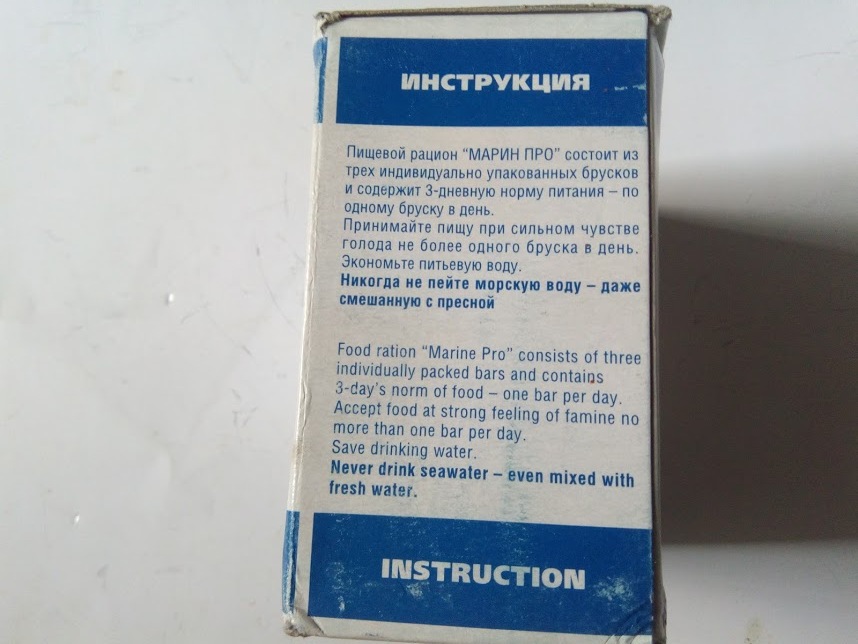 ИНСТРУКЦИЯ
Пищевой рацион “МАРИН ПРО” состоит из
трех индивидуально упакованных брусков
и содержит 3-дневную норму питания – по
одному бруску в день.
Принимайте пищу при сильном чувстве
голода не более одного бруска в день.
Экономьте питьевую воду.
Никогда не пейте морскую воду – даже
смешанную с пресной
Food ration “Marine Pro” consists of three
individually packed bars and contains
3-day's norm of food – one bar per day.
Accept food at strong feeling of famine no
more than one bar per day.
Save drinking water.
Never drink seawater – even mixed with
fresh water.
INSTRUCTION